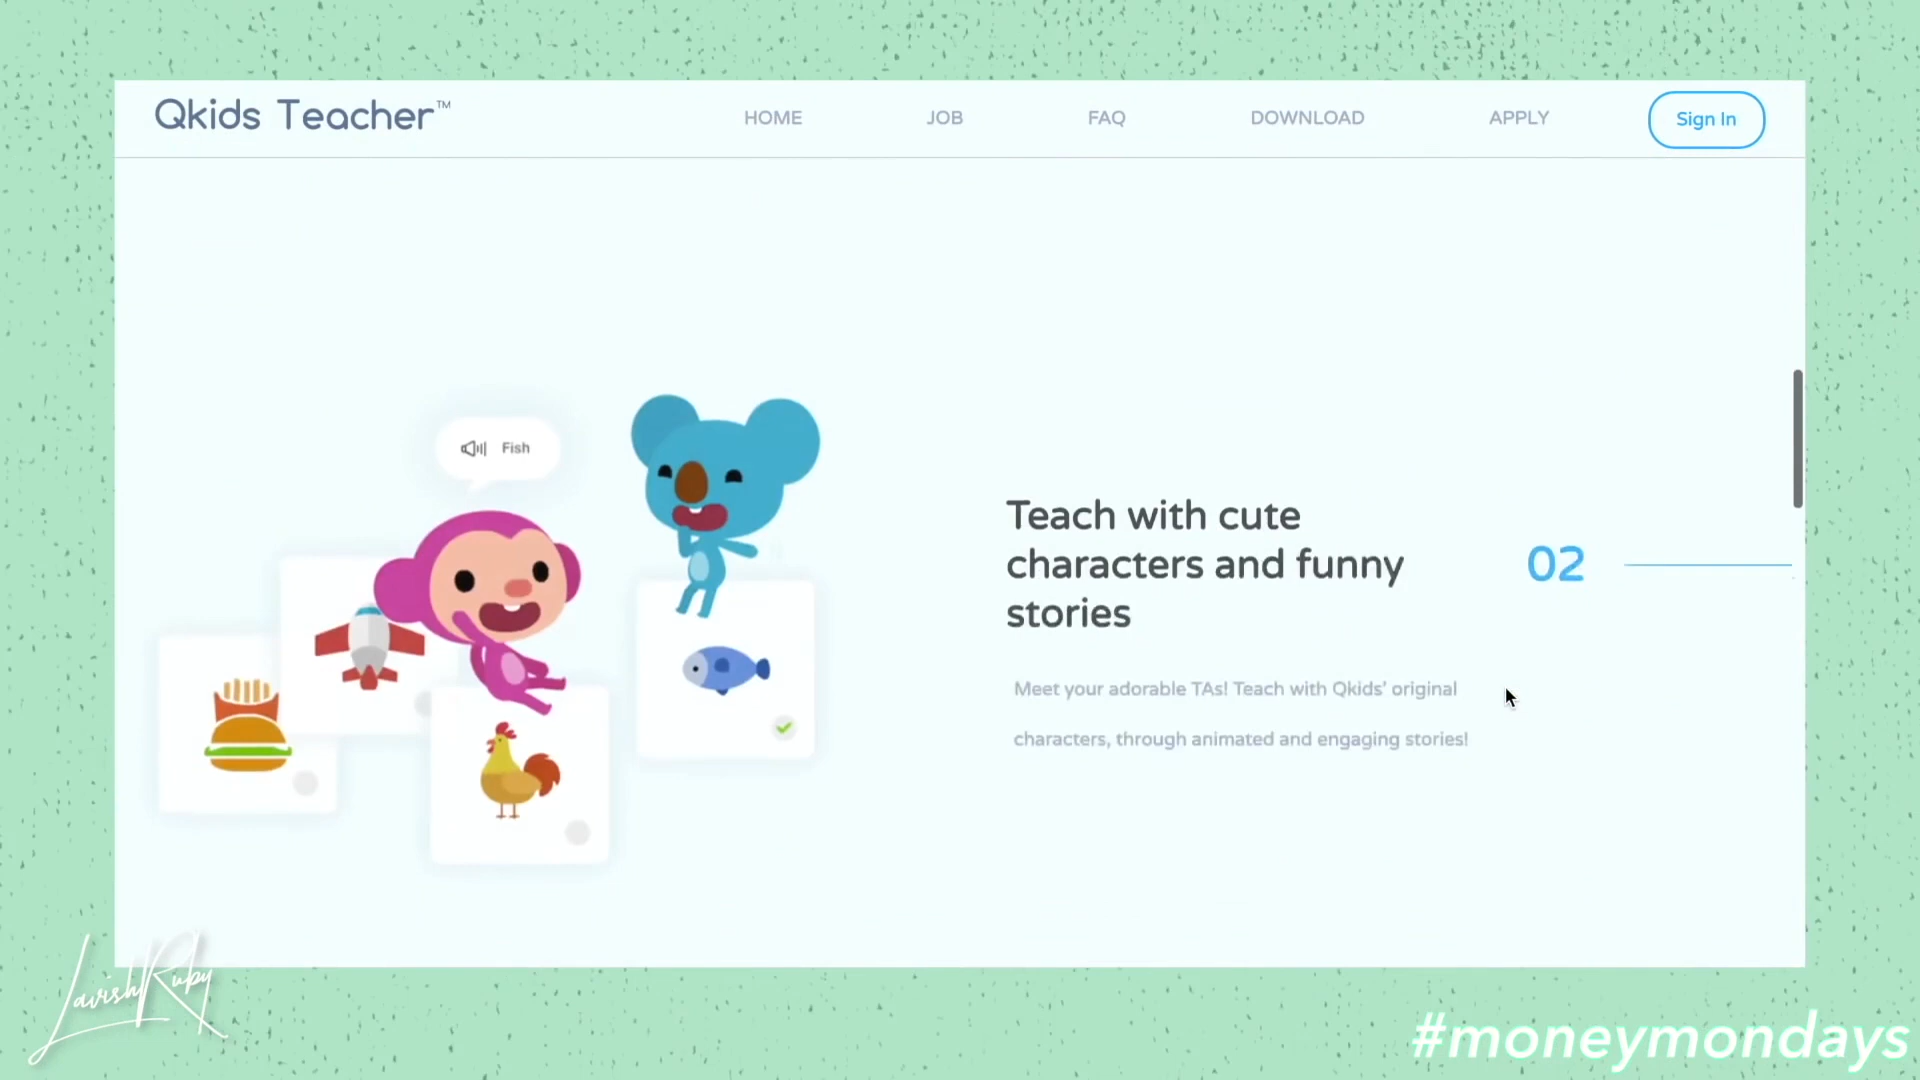 Qkids Teacher™
HOME
JOB
FAQ
DOWNLOAD
APPLY
Sign In
Fish
Teach with cute
characters and funny
stories
02
Meet your adorable TAs! Teach with Qkids' original
characters, through animated and engaging stories!
LavishRuby
#moneymondays